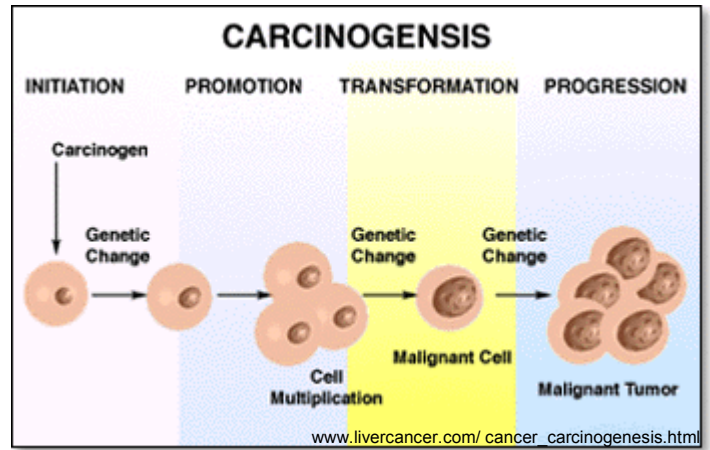 CARCINOGENSIS
INITIATION PROMOTION TRANSFORMATION PROGRESSION
Carcinogen
Genetic
Change
Genetic
Change
Genetic
Change
Cell
Multiplication
Malignant Cell
Malignant Tumor
www.livercancer.com/ cancer_carcinogenesis.html